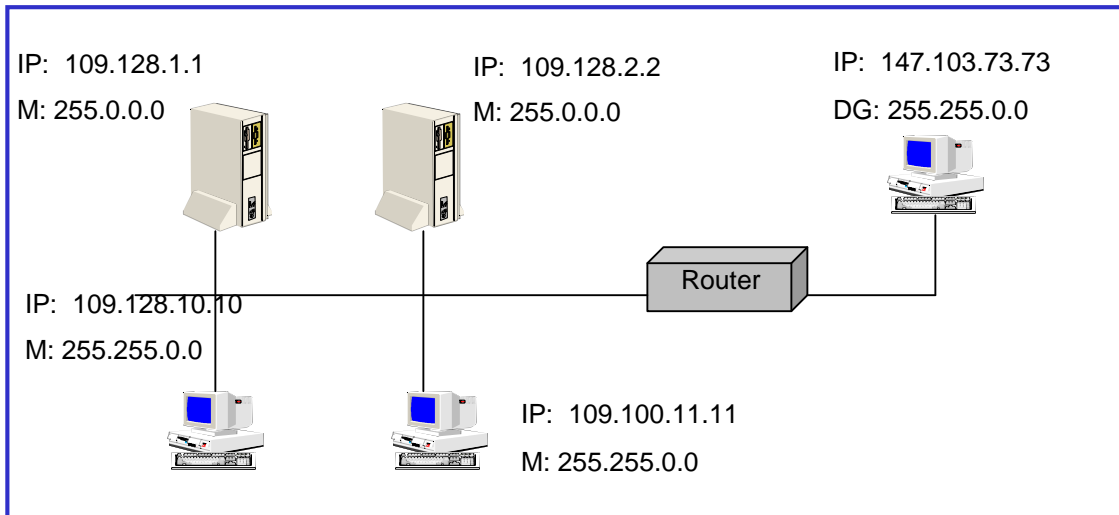 IP: 109.128.1.1
M: 255.0.0.0
IP: 109.128.2.2
M: 255.0.0.0
IP: 147.103.73.73
DG: 255.255.0.0
Router
IP: 109.128.10.10
M: 255.255.0.0
IP: 109.100.11.11
M: 255.255.0.0